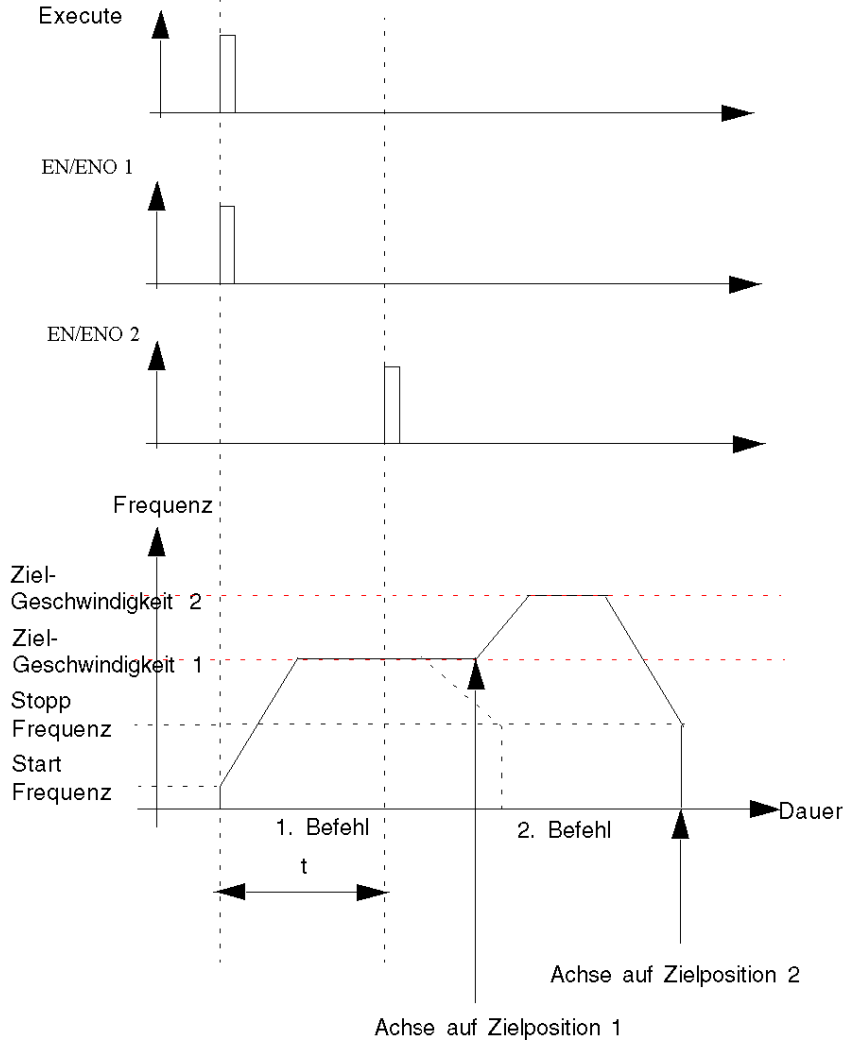 Execute
EN/ENO 1
EN/ENO 2
Frequenz
Ziel-
Geschwindigkeit 2
Ziel-
Geschwindigkeit 1
Stopp
Frequenz
Start
Frequenz
Dauer
1. Befehl
2. Befehl
t
Achse auf Zielposition 2
Achse auf Zielposition 1